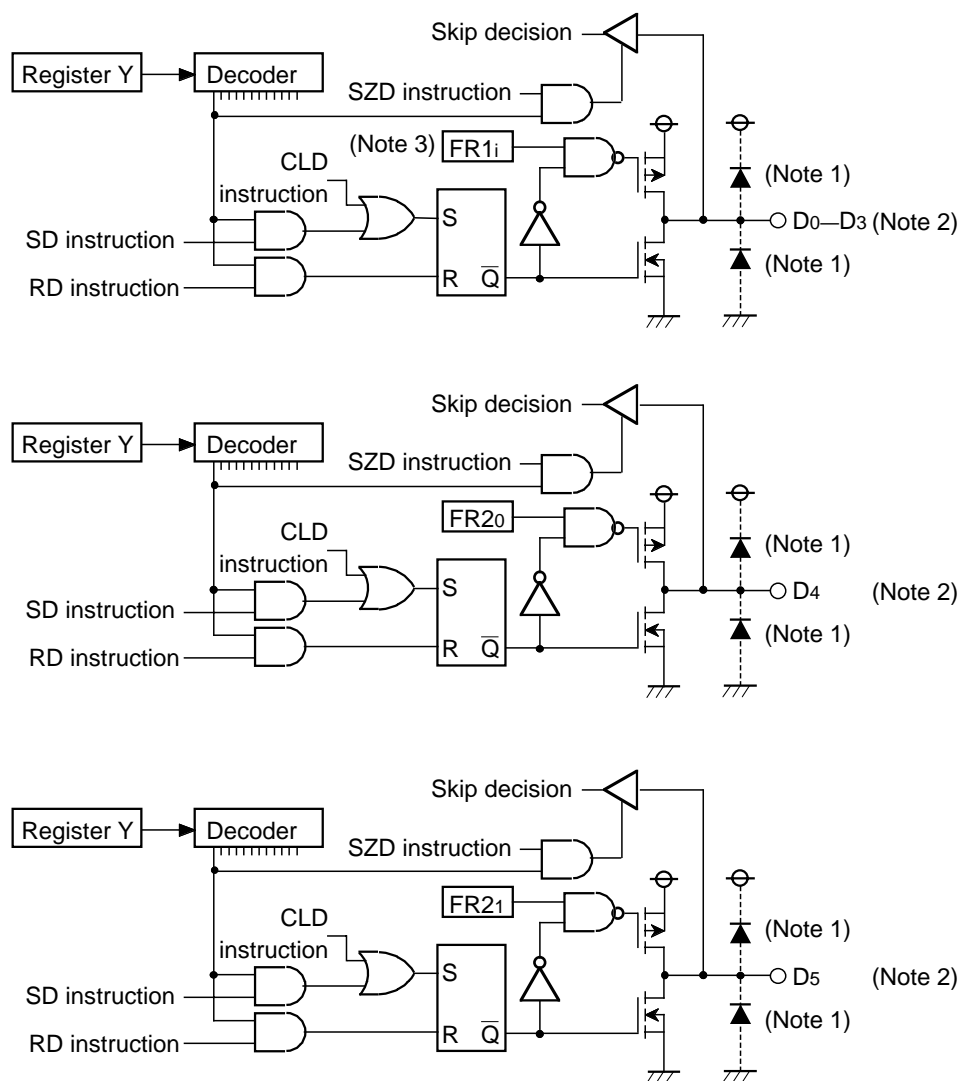 Skip decision
Register Y
Decoder
SZD instruction
(Note 3)
FR1i
CLD
instruction
(Note 1)
S
D0—D3
(Note 2)
SD instruction
(Note 1)
R
Q̅
RD instruction
Skip decision
Register Y
Decoder
SZD instruction
FR20
CLD
instruction
(Note 1)
S
D4
(Note 2)
SD instruction
(Note 1)
R
Q̅
RD instruction
Skip decision
Register Y
Decoder
SZD instruction
FR21
CLD
instruction
(Note 1)
S
D5
(Note 2)
SD instruction
(Note 1)
R
Q̅
RD instruction